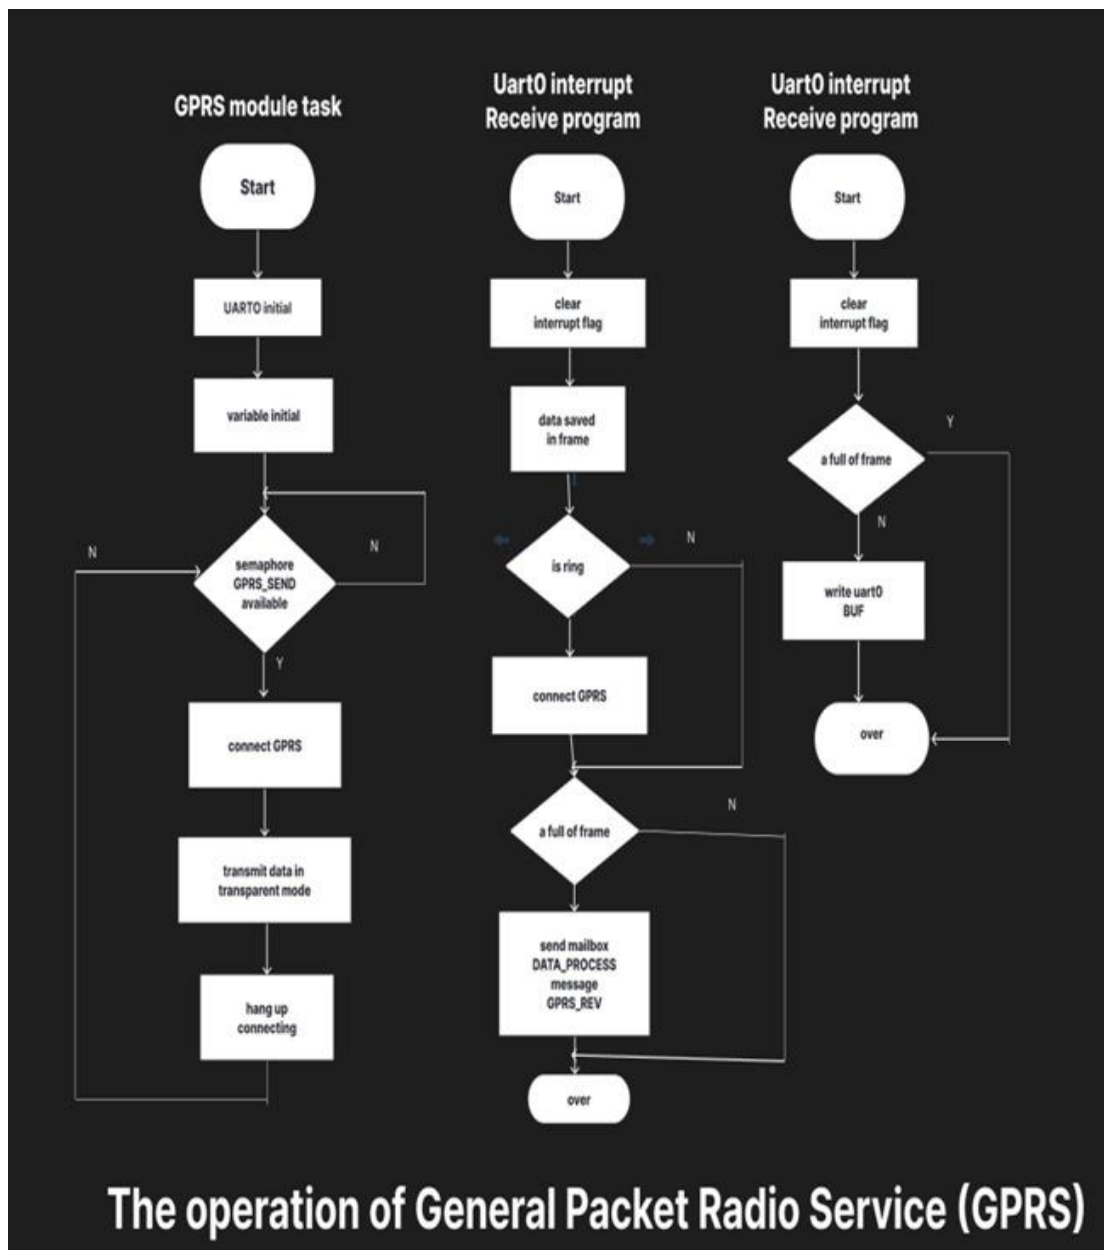 GPRS module task
Start
UARTO initial
variable initial
N
N
semaphore
GPRS_SEND
available
Y
connect GPRS
transmit data in
transparent mode
hang up
connecting
Uart0 interrupt
Receive program
Start
clear
interrupt flag
data saved
in frame
is ring
N
connect GPRS
a full of frame
N
send mailbox
DATA_PROCESS
message
GPRS_REV
over
Uart0 interrupt
Receive program
Start
clear
interrupt flag
a full of frame
Y
N
write uart0
BUF
over
The operation of General Packet Radio Service (GPRS)